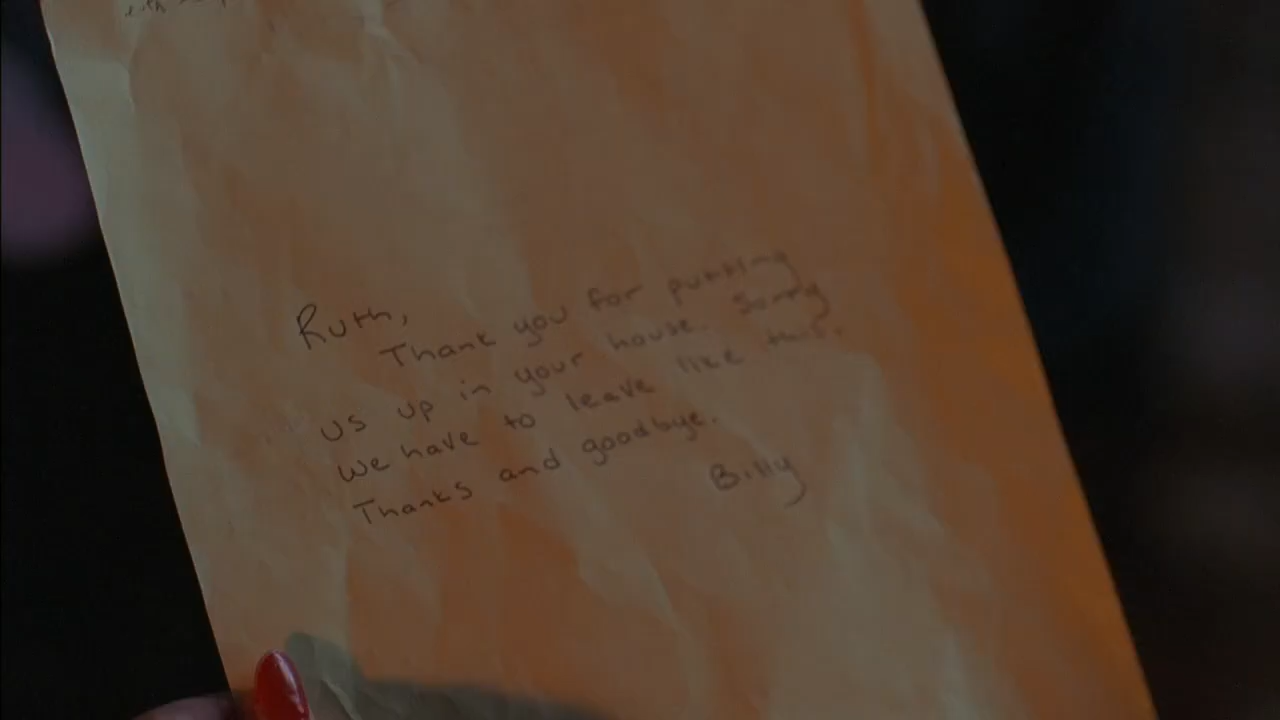 Ruth,
Thank you for putting
us up in your house. Sorry
we have to leave like this.
Thanks and goodbye.
Billy